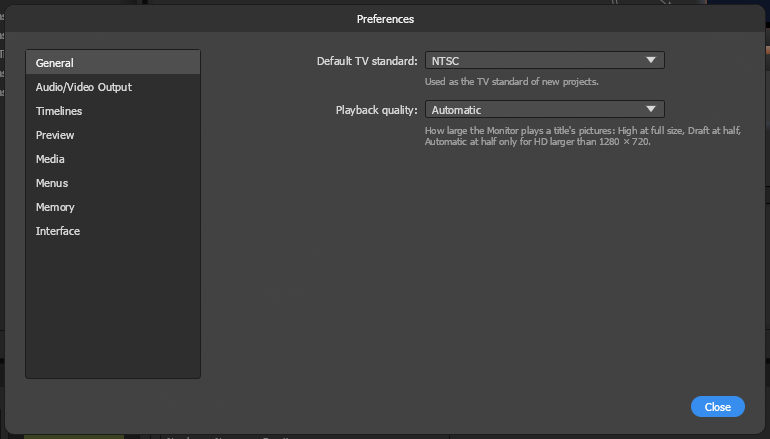 Preferences
General
Audio/Video Output
Timelines
Preview
Media
Menus
Memory
Interface
Default TV standard: NTSC
Used as the TV standard of new projects.
Playback quality: Automatic
How large the Monitor plays a title's pictures: High at full size, Draft at half,
Automatic at half only for HD larger than 1280 × 720.
Close